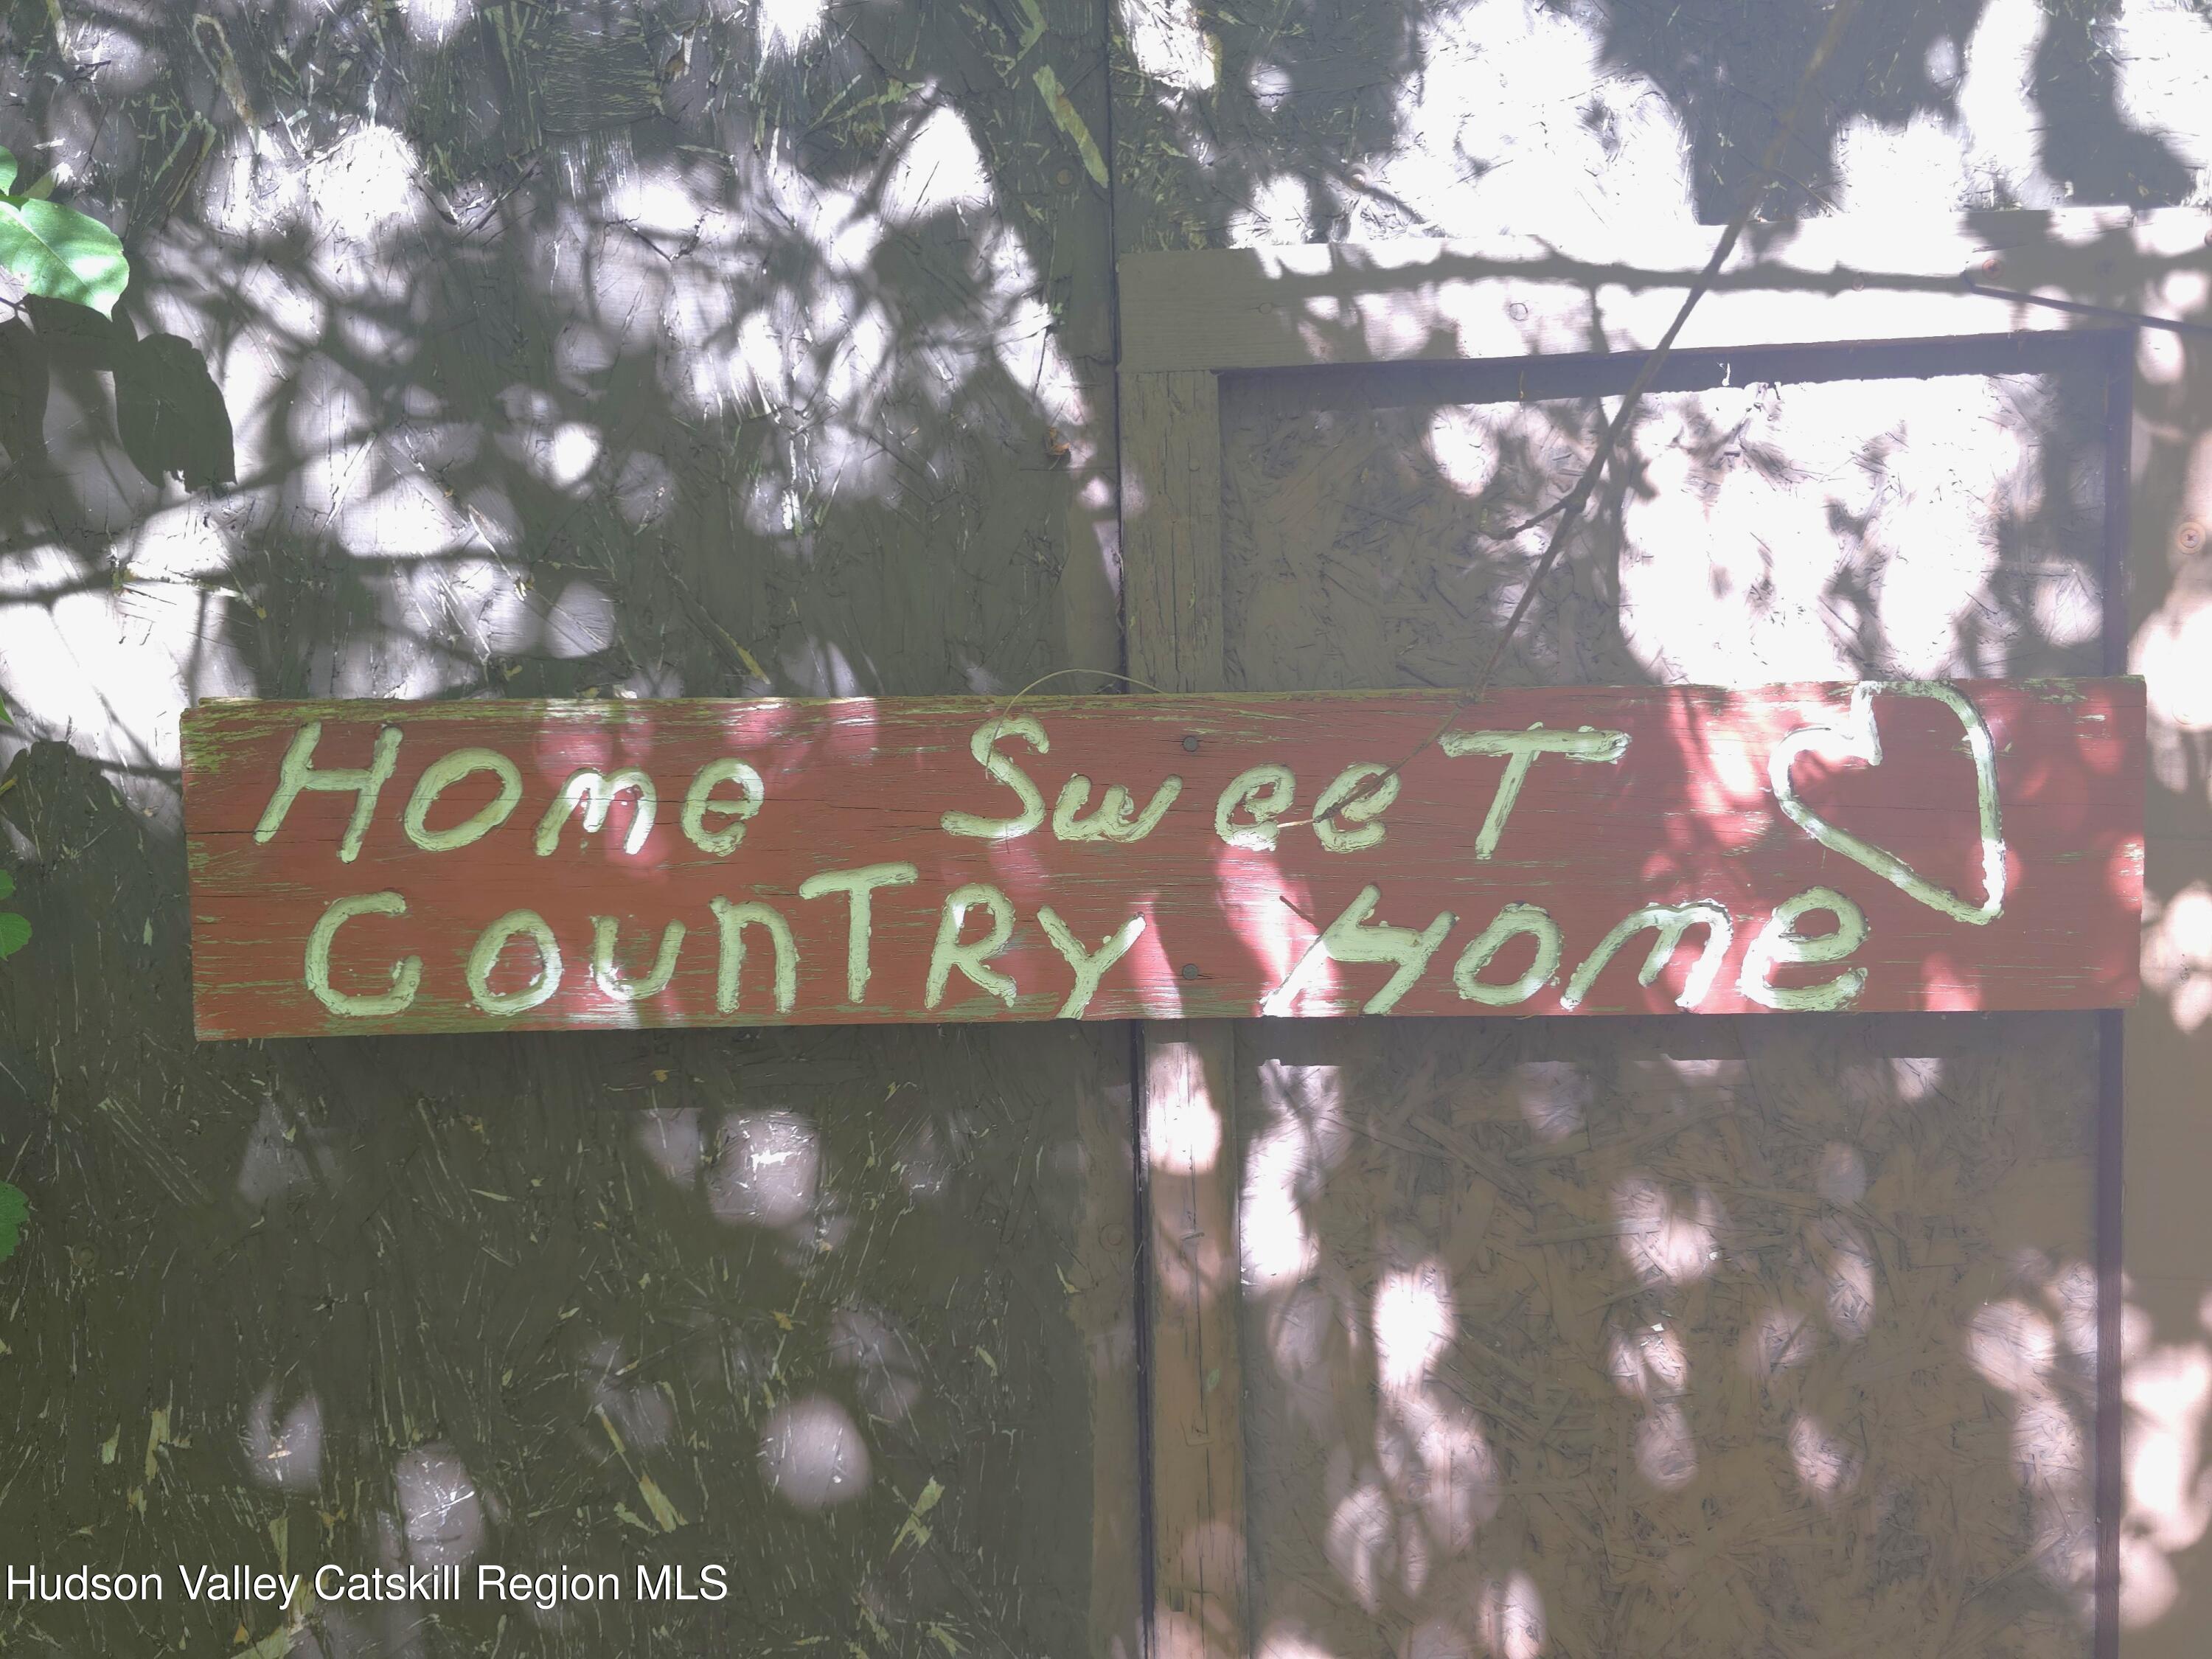 Home Sweet
Country Home
Hudson Valley Catskill Region MLS